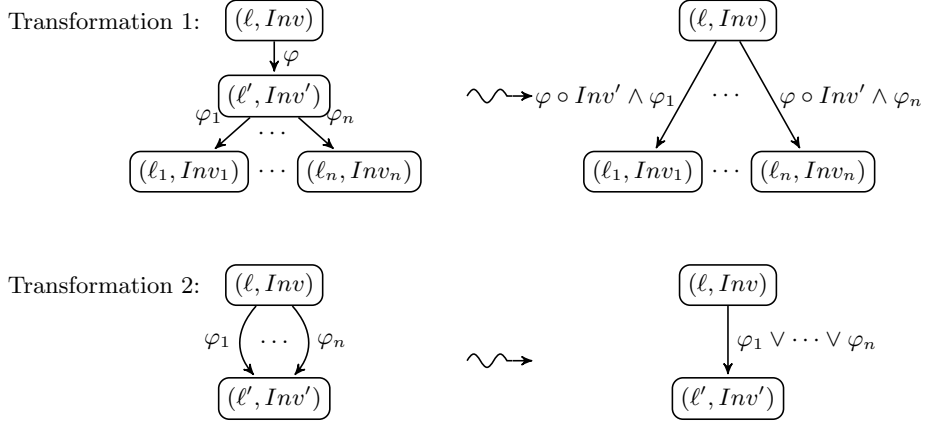 Transformation 1: (ℓ, Inv) (ℓ, Inv)
φ
(ℓ′, Inv′) φ ∘ Inv′ ∧ φ₁ ⋯ φ ∘ Inv′ ∧ φₙ
φ₁ ⋯ φₙ
(ℓ₁, Inv₁) ⋯ (ℓₙ, Invₙ) (ℓ₁, Inv₁) ⋯ (ℓₙ, Invₙ)
Transformation 2: (ℓ, Inv) (ℓ, Inv)
φ₁ ⋯ φₙ φ₁ ∨ ⋯ ∨ φₙ
(ℓ′, Inv′) (ℓ′, Inv′)